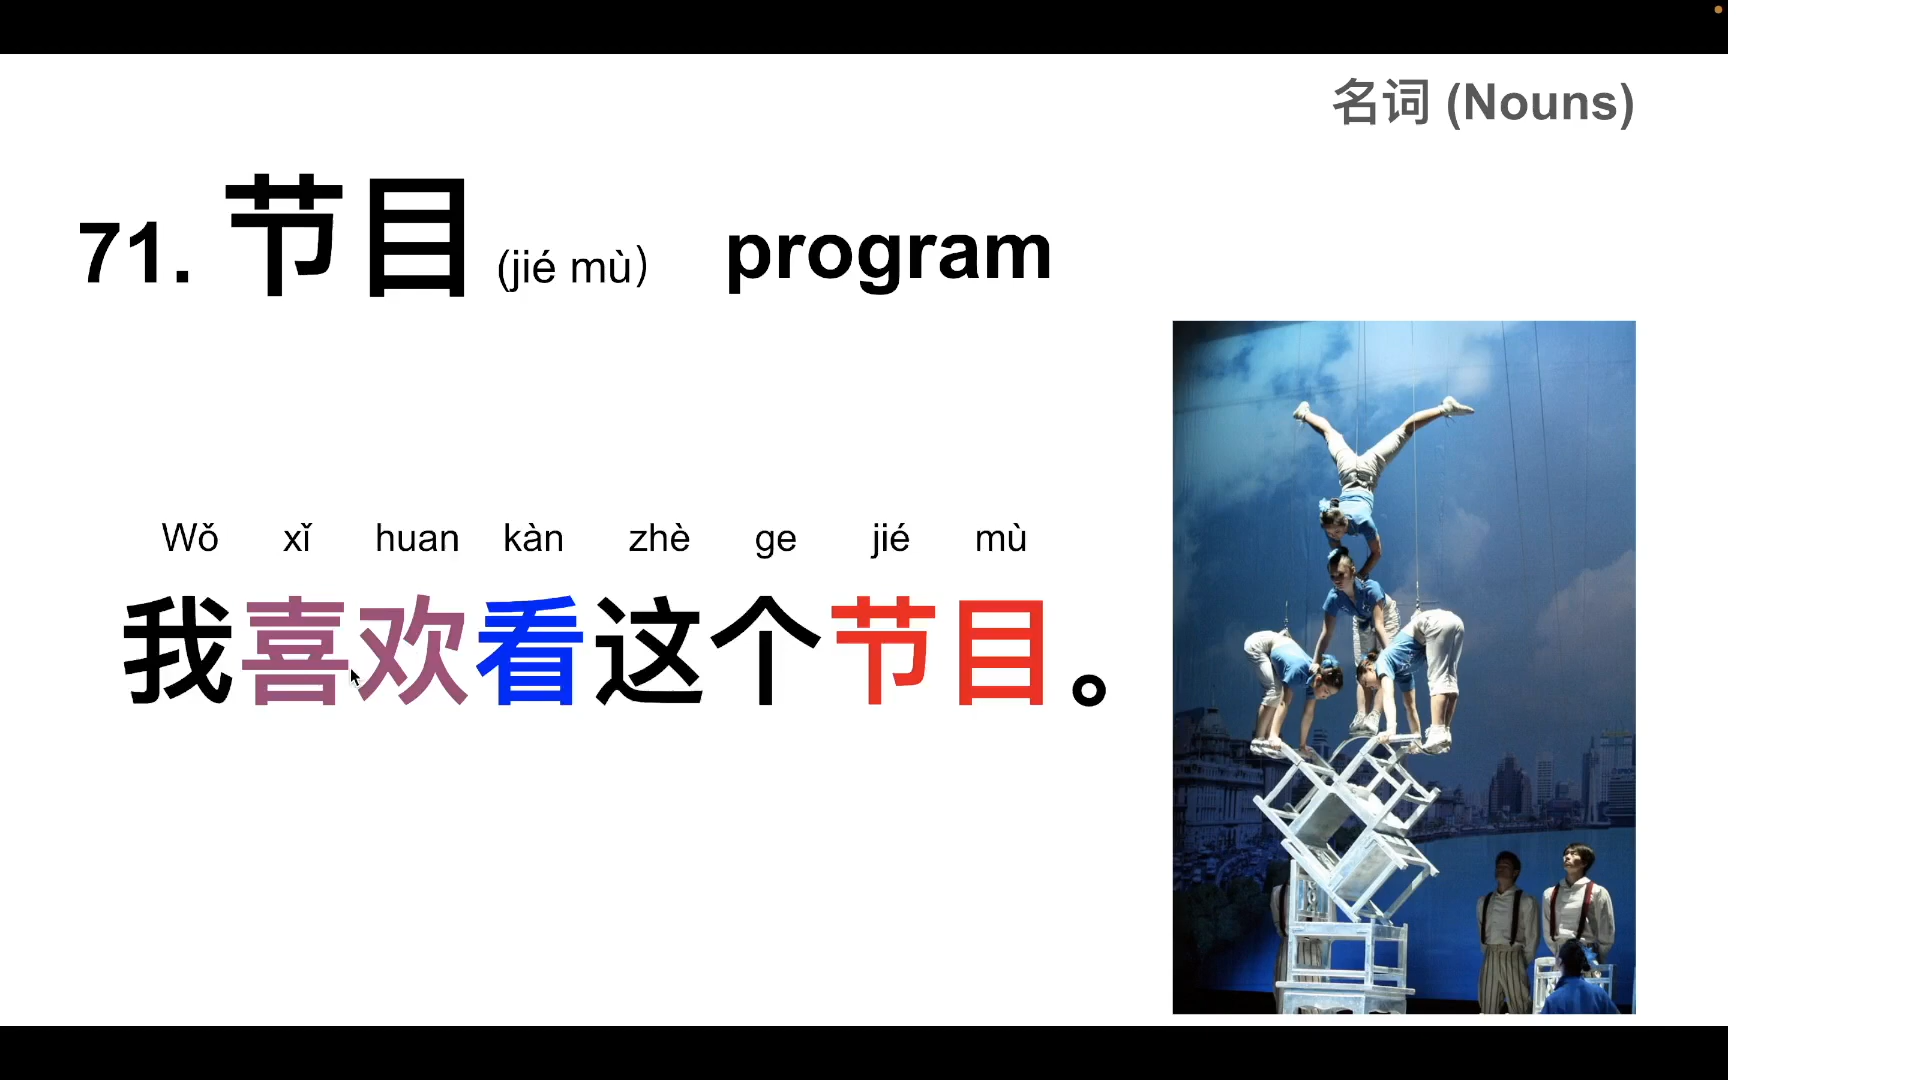 名词 (Nouns)
71. 节目 (jié mù) program
Wǒ xǐ huan kàn zhè ge jié mù
我喜欢看这个节目。